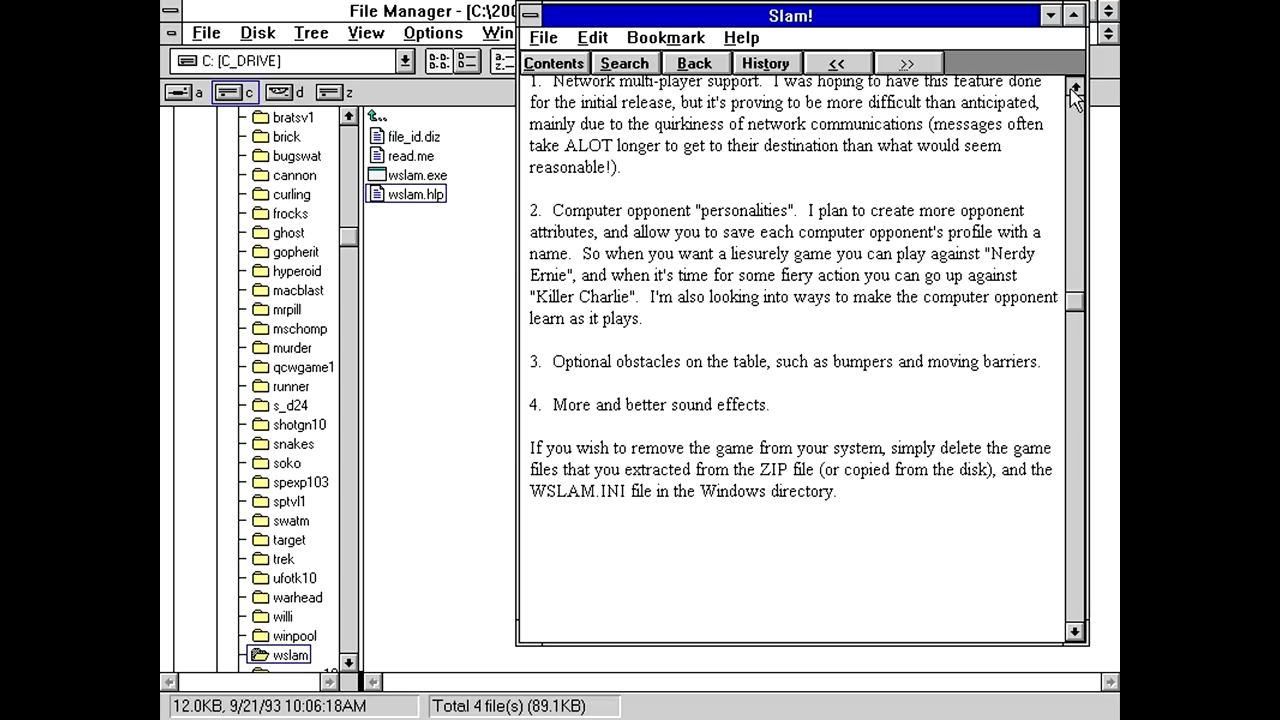 File Manager - [C:\200
File Disk Tree View Options Win
C: [C_DRIVE]
a c d z
bratsv1
brick
bugswat
cannon
curling
frocks
ghost
gopherit
hyperoid
macblast
mrpill
mschomp
murder
qcwgame1
runner
s_d24
shotgn10
snakes
soko
spexp103
sptvl1
swatm
target
trek
ufotk10
warhead
willi
winpool
wslam
file_id.diz
read.me
wslam.exe
wslam.hlp
12.0KB, 9/21/93 10:06:18AM
Total 4 file(s) (89.1KB)
Slam!
File Edit Bookmark Help
Contents Search Back History << >>
1. Network multi-player support. I was hoping to have this feature done
for the initial release, but it's proving to be more difficult than anticipated,
mainly due to the quirkiness of network communications (messages often
take ALOT longer to get to their destination than what would seem
reasonable!).
2. Computer opponent "personalities". I plan to create more opponent
attributes, and allow you to save each computer opponent's profile with a
name. So when you want a liesurely game you can play against "Nerdy
Ernie", and when it's time for some fiery action you can go up against
"Killer Charlie". I'm also looking into ways to make the computer opponent
learn as it plays.
3. Optional obstacles on the table, such as bumpers and moving barriers.
4. More and better sound effects.
If you wish to remove the game from your system, simply delete the game
files that you extracted from the ZIP file (or copied from the disk), and the
WSLAM.INI file in the Windows directory.